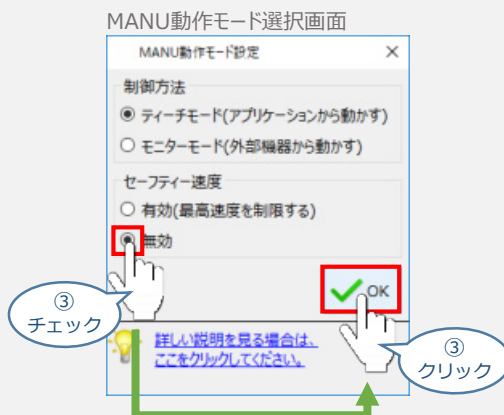 MANU動作モード選択画面
MANU動作モード設定
制御方法
ティーチモード(アプリケーションから動かす)
モニターモード(外部機器から動かす)
セーフティー速度
有効(最高速度を制限する)
無効
OK
③
チェック
詳しい説明を見る場合は、
ここをクリックしてください。
③
クリック